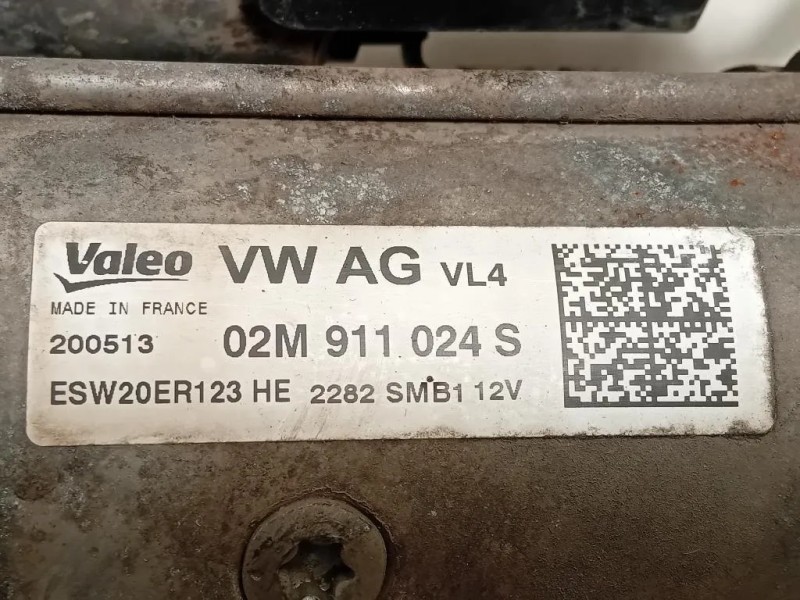 Valeo VW AG VL4
MADE IN FRANCE
200513 02M 911 024 S
ESW20ER123 HE 2282 SMB1 12V